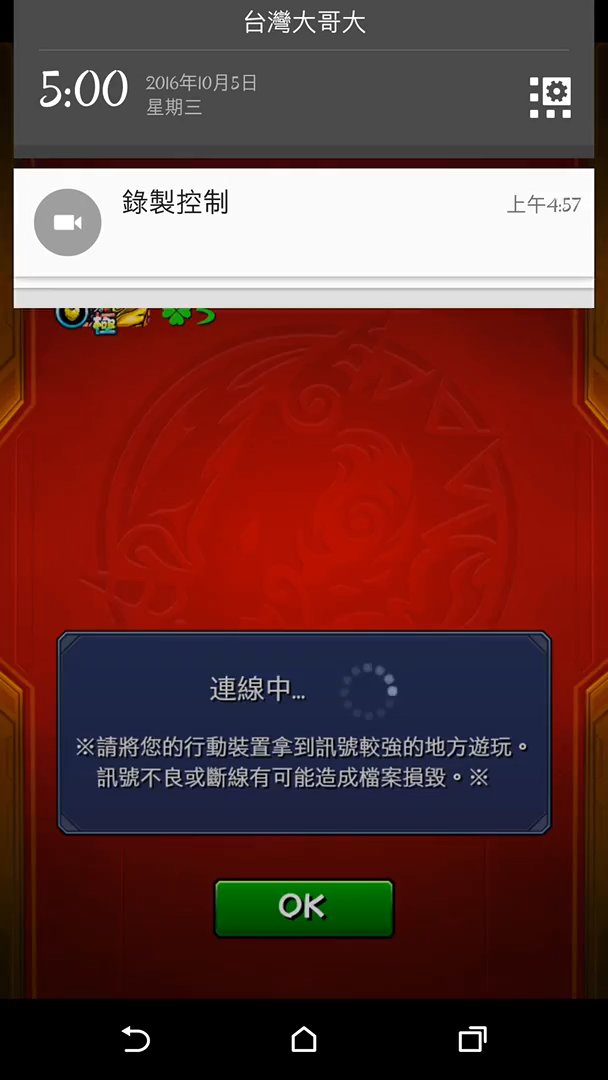 台灣大哥大
5:00
2016年10月5日
星期三
錄製控制
上午4:57
極
5
連線中...
※請將您的行動裝置拿到訊號較強的地方遊玩。
訊號不良或斷線有可能造成檔案損毀。※
OK